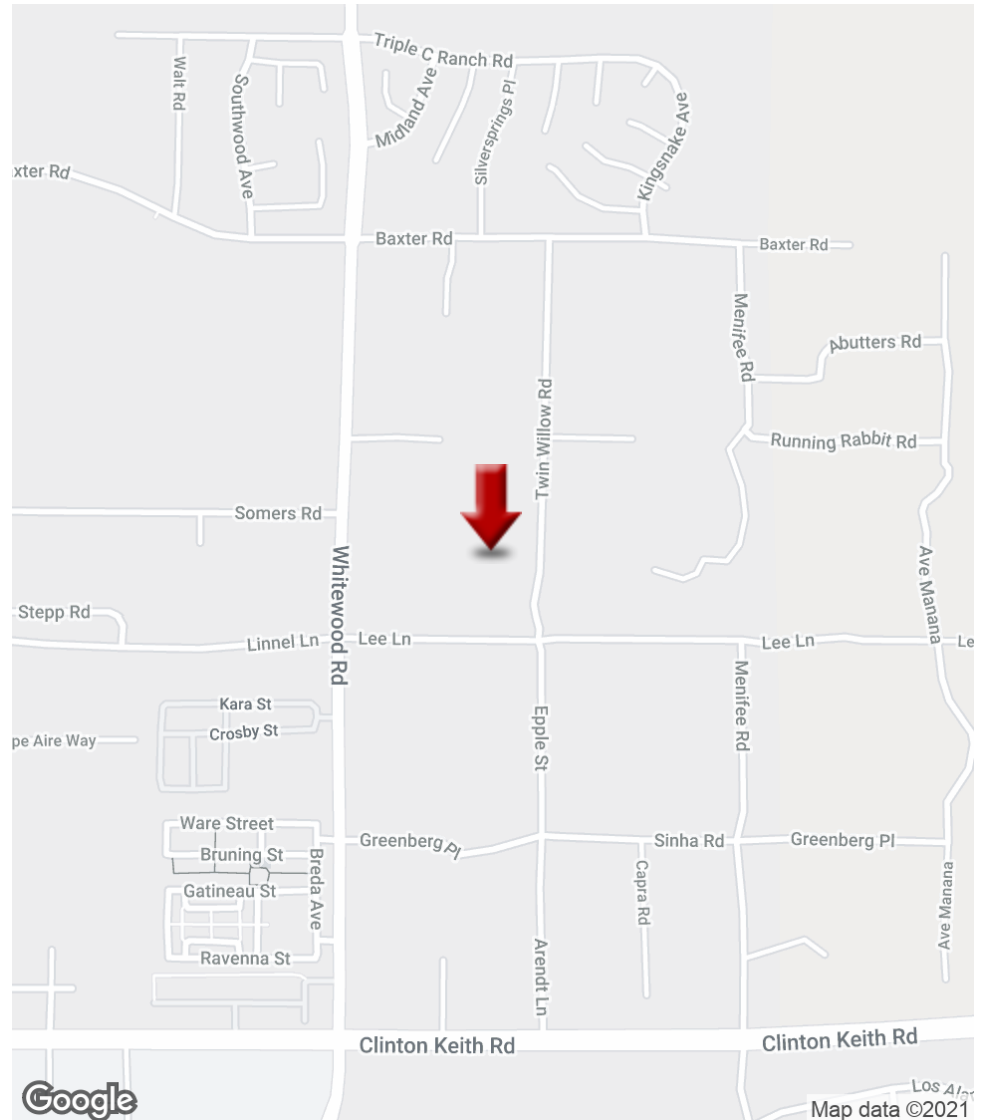 Triple C Ranch Rd
Walt Rd
Southwood Ave
Midland Ave
Silversprings Pl
Kingsnake Ave
xter Rd
Baxter Rd
Baxter Rd
Menifee Rd
Abutters Rd
Twin Willow Rd
Running Rabbit Rd
Somers Rd
Whitewood Rd
Ave Manana
Stepp Rd
Linnel Ln
Lee Ln
Lee Ln
Le
Kara St
Crosby St
Epple St
Menifee Rd
pe Aire Way
Ware Street
Greenberg Pl
Sinha Rd
Greenberg Pl
Bruning St
Breda Ave
Gatineau St
Capra Rd
Ave Manana
Ravenna St
Arendt Ln
Clinton Keith Rd
Clinton Keith Rd
Los Ala
Google
Map data ©2021